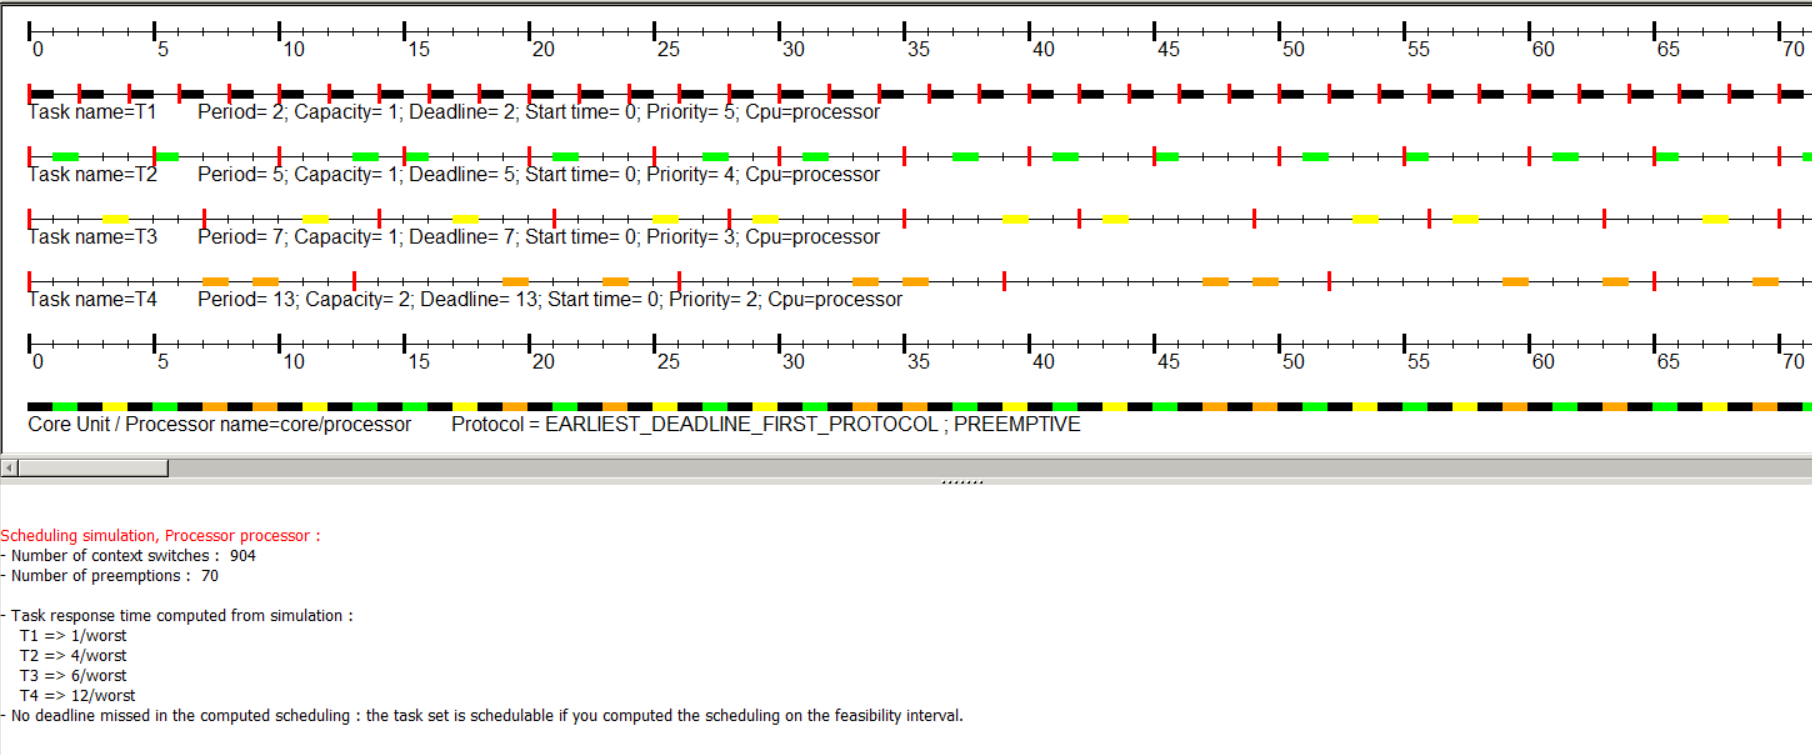 0 5 10 15 20 25 30 35 40 45 50 55 60 65 70
Task name=T1 Period= 2; Capacity= 1; Deadline= 2; Start time= 0; Priority= 5; Cpu=processor
Task name=T2 Period= 5; Capacity= 1; Deadline= 5; Start time= 0; Priority= 4; Cpu=processor
Task name=T3 Period= 7; Capacity= 1; Deadline= 7; Start time= 0; Priority= 3; Cpu=processor
Task name=T4 Period= 13; Capacity= 2; Deadline= 13; Start time= 0; Priority= 2; Cpu=processor
0 5 10 15 20 25 30 35 40 45 50 55 60 65 70
Core Unit / Processor name=core/processor Protocol = EARLIEST_DEADLINE_FIRST_PROTOCOL ; PREEMPTIVE
Scheduling simulation, Processor processor :
- Number of context switches : 904
- Number of preemptions : 70
- Task response time computed from simulation :
T1 => 1/worst
T2 => 4/worst
T3 => 6/worst
T4 => 12/worst
- No deadline missed in the computed scheduling : the task set is schedulable if you computed the scheduling on the feasibility interval.